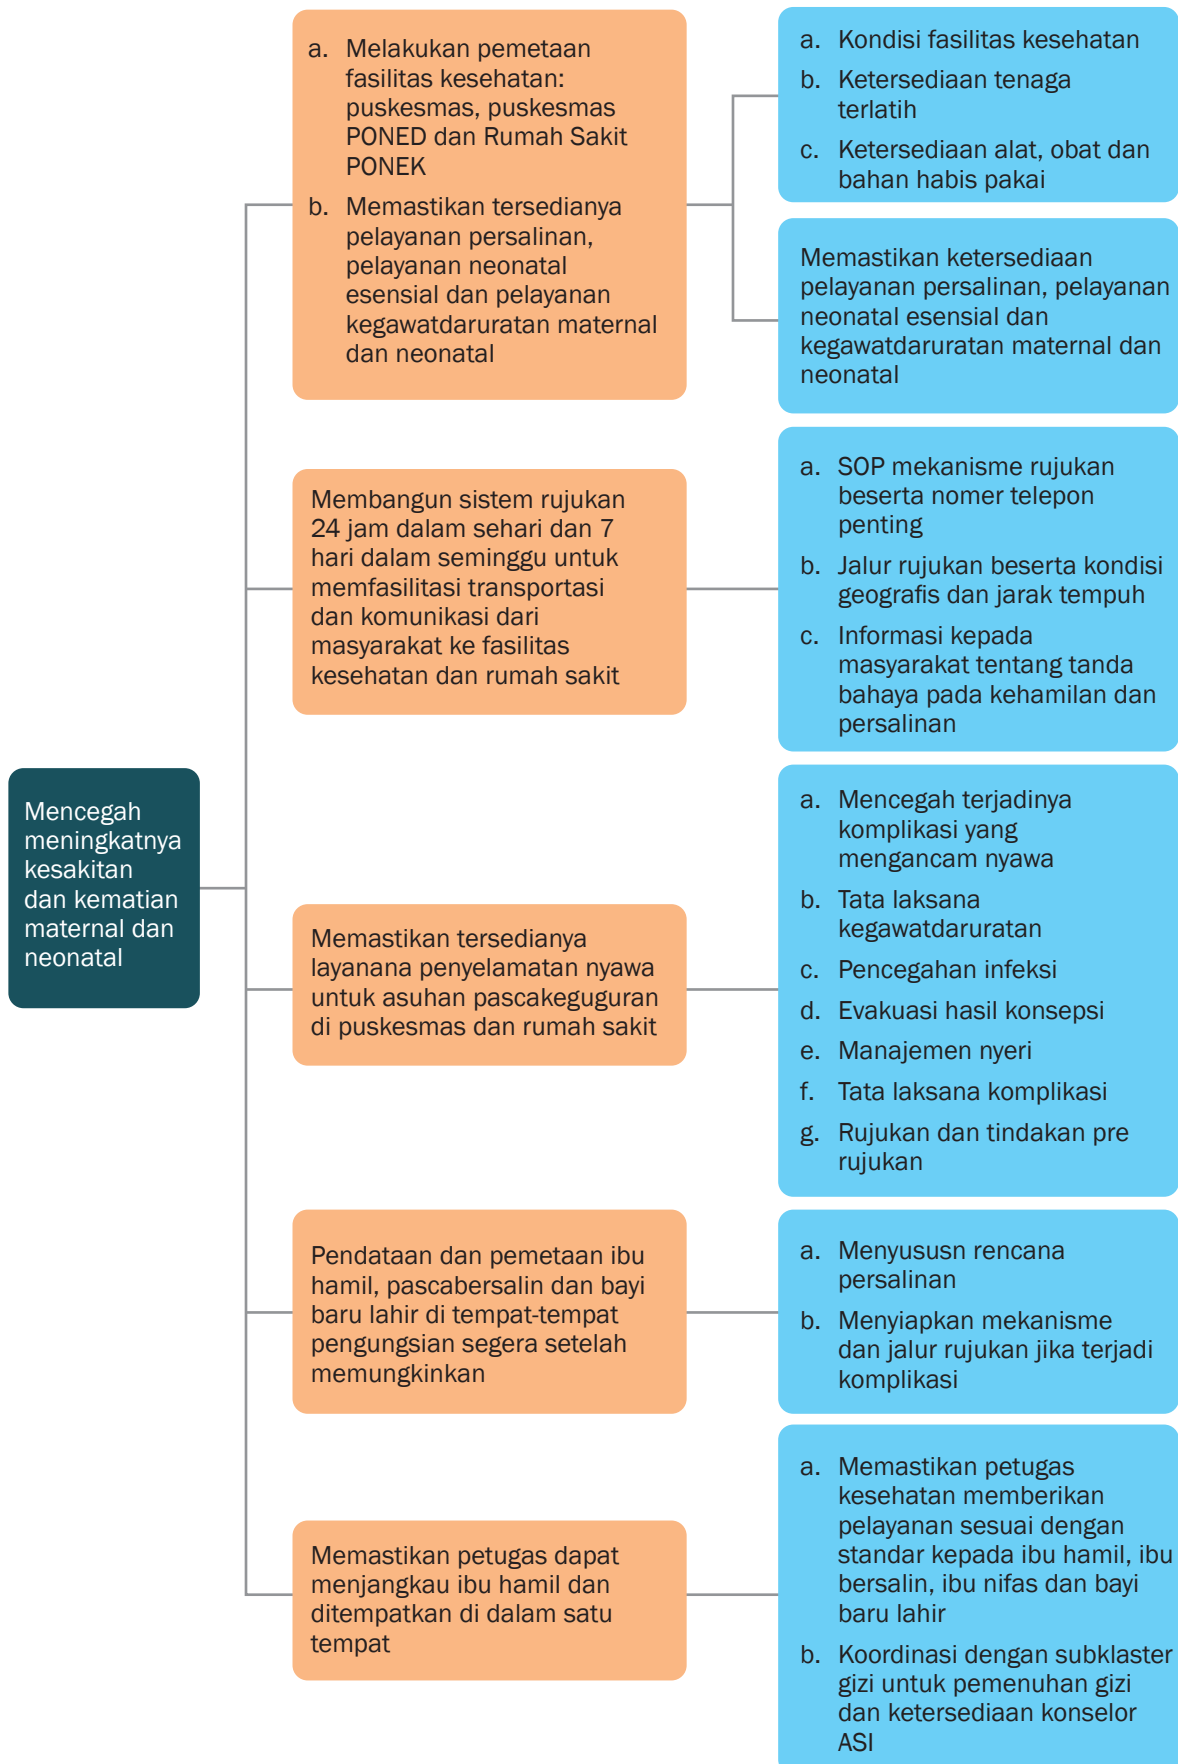 Mencegah
meningkatnya
kesakitan
dan kematian
maternal dan
neonatal
a. Melakukan pemetaan
fasilitas kesehatan:
puskesmas, puskesmas
PONED dan Rumah Sakit
PONEK
b. Memastikan tersedianya
pelayanan persalinan,
pelayanan neonatal
esensial dan pelayanan
kegawatdaruratan maternal
dan neonatal
a. Kondisi fasilitas kesehatan
b. Ketersediaan tenaga
terlatih
c. Ketersediaan alat, obat dan
bahan habis pakai
Memastikan ketersediaan
pelayanan persalinan, pelayanan
neonatal esensial dan
kegawatdaruratan maternal dan
neonatal
Membangun sistem rujukan
24 jam dalam sehari dan 7
hari dalam seminggu untuk
memfasilitasi transportasi
dan komunikasi dari
masyarakat ke fasilitas
kesehatan dan rumah sakit
a. SOP mekanisme rujukan
beserta nomer telepon
penting
b. Jalur rujukan beserta kondisi
geografis dan jarak tempuh
c. Informasi kepada
masyarakat tentang tanda
bahaya pada kehamilan dan
persalinan
Memastikan tersedianya
layanana penyelamatan nyawa
untuk asuhan pascakeguguran
di puskesmas dan rumah sakit
a. Mencegah terjadinya
komplikasi yang
mengancam nyawa
b. Tata laksana
kegawatdaruratan
c. Pencegahan infeksi
d. Evakuasi hasil konsepsi
e. Manajemen nyeri
f. Tata laksana komplikasi
g. Rujukan dan tindakan pre
rujukan
Pendataan dan pemetaan ibu
hamil, pascabersalin dan bayi
baru lahir di tempat-tempat
pengungsian segera setelah
memungkinkan
a. Menyususn rencana
persalinan
b. Menyiapkan mekanisme
dan jalur rujukan jika terjadi
komplikasi
Memastikan petugas dapat
menjangkau ibu hamil dan
ditempatkan di dalam satu
tempat
a. Memastikan petugas
kesehatan memberikan
pelayanan sesuai dengan
standar kepada ibu hamil, ibu
bersalin, ibu nifas dan bayi
baru lahir
b. Koordinasi dengan subklaster
gizi untuk pemenuhan gizi
dan ketersediaan konselor
ASI